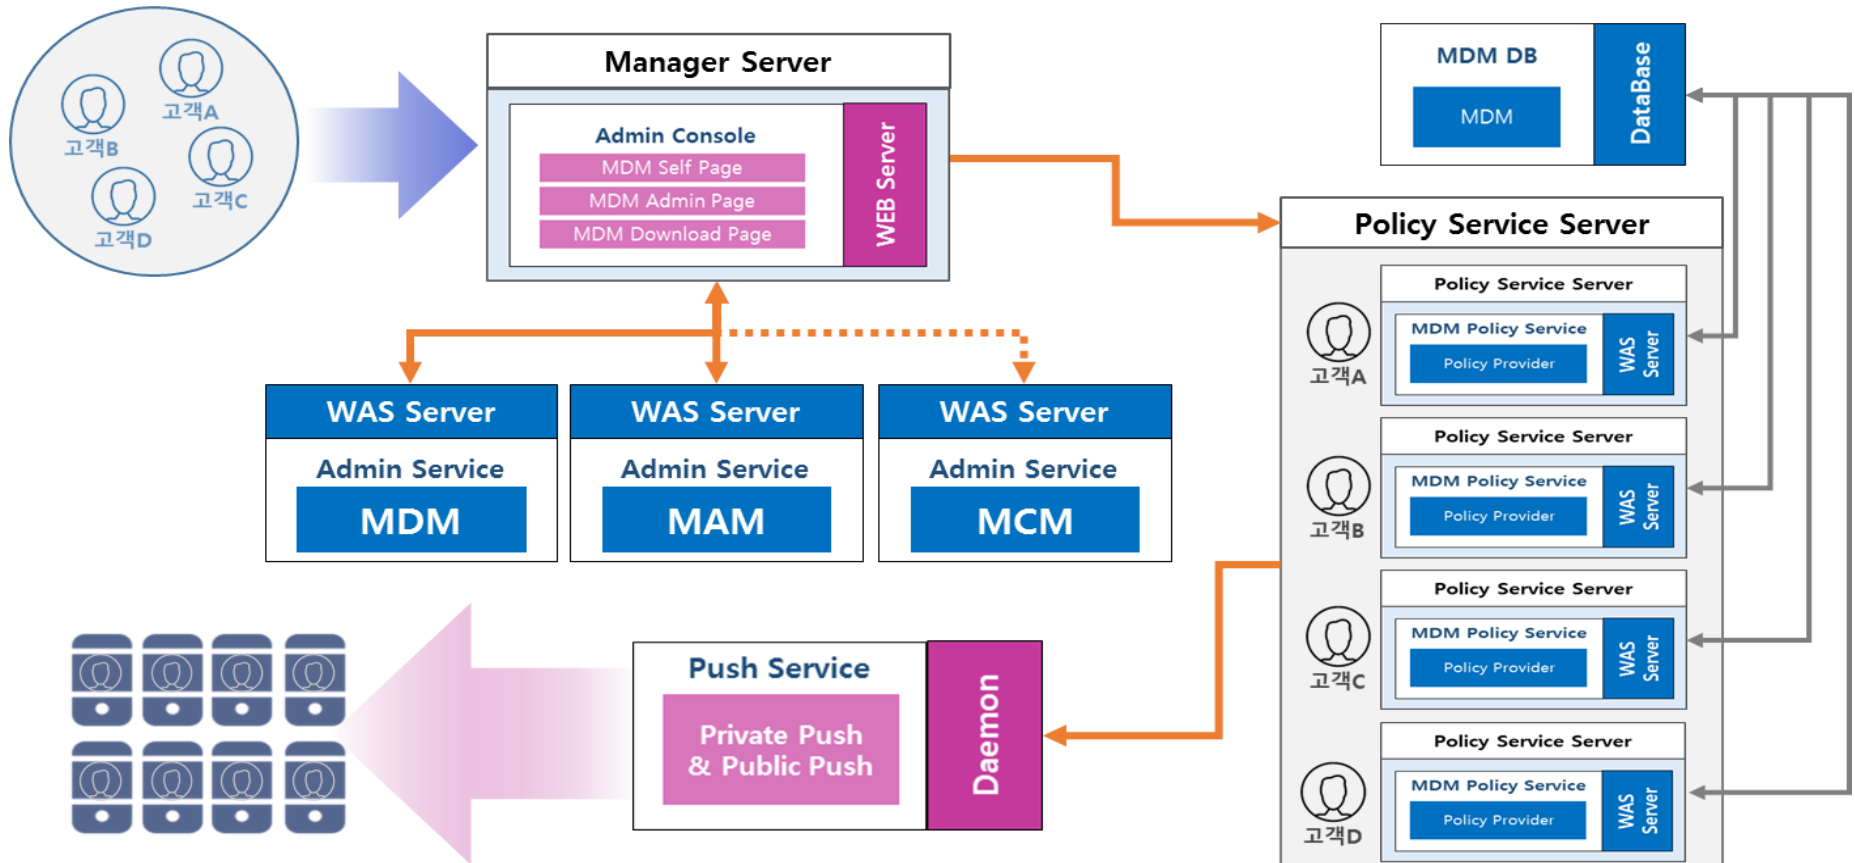 고객A
고객B
고객C
고객D
Manager Server
Admin Console
MDM Self Page
MDM Admin Page
MDM Download Page
WEB Server
MDM DB
MDM
DataBase
WAS Server
Admin Service
MDM
WAS Server
Admin Service
MAM
WAS Server
Admin Service
MCM
Policy Service Server
고객A
Policy Service Server
MDM Policy Service
Policy Provider
WAS
Server
고객B
Policy Service Server
MDM Policy Service
Policy Provider
WAS
Server
고객C
Policy Service Server
MDM Policy Service
Policy Provider
WAS
Server
고객D
Policy Service Server
MDM Policy Service
Policy Provider
WAS
Server
Push Service
Private Push
& Public Push
Daemon